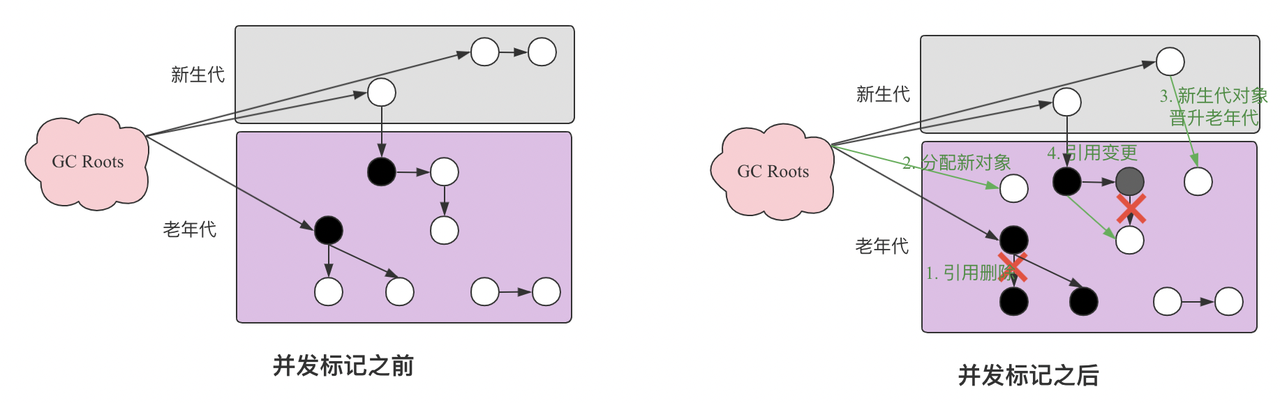 新生代
GC Roots
老年代
并发标记之前
新生代
3. 新生代对象
晋升老年代
GC Roots
2. 分配新对象
4. 引用变更
老年代
1. 引用删除
并发标记之后